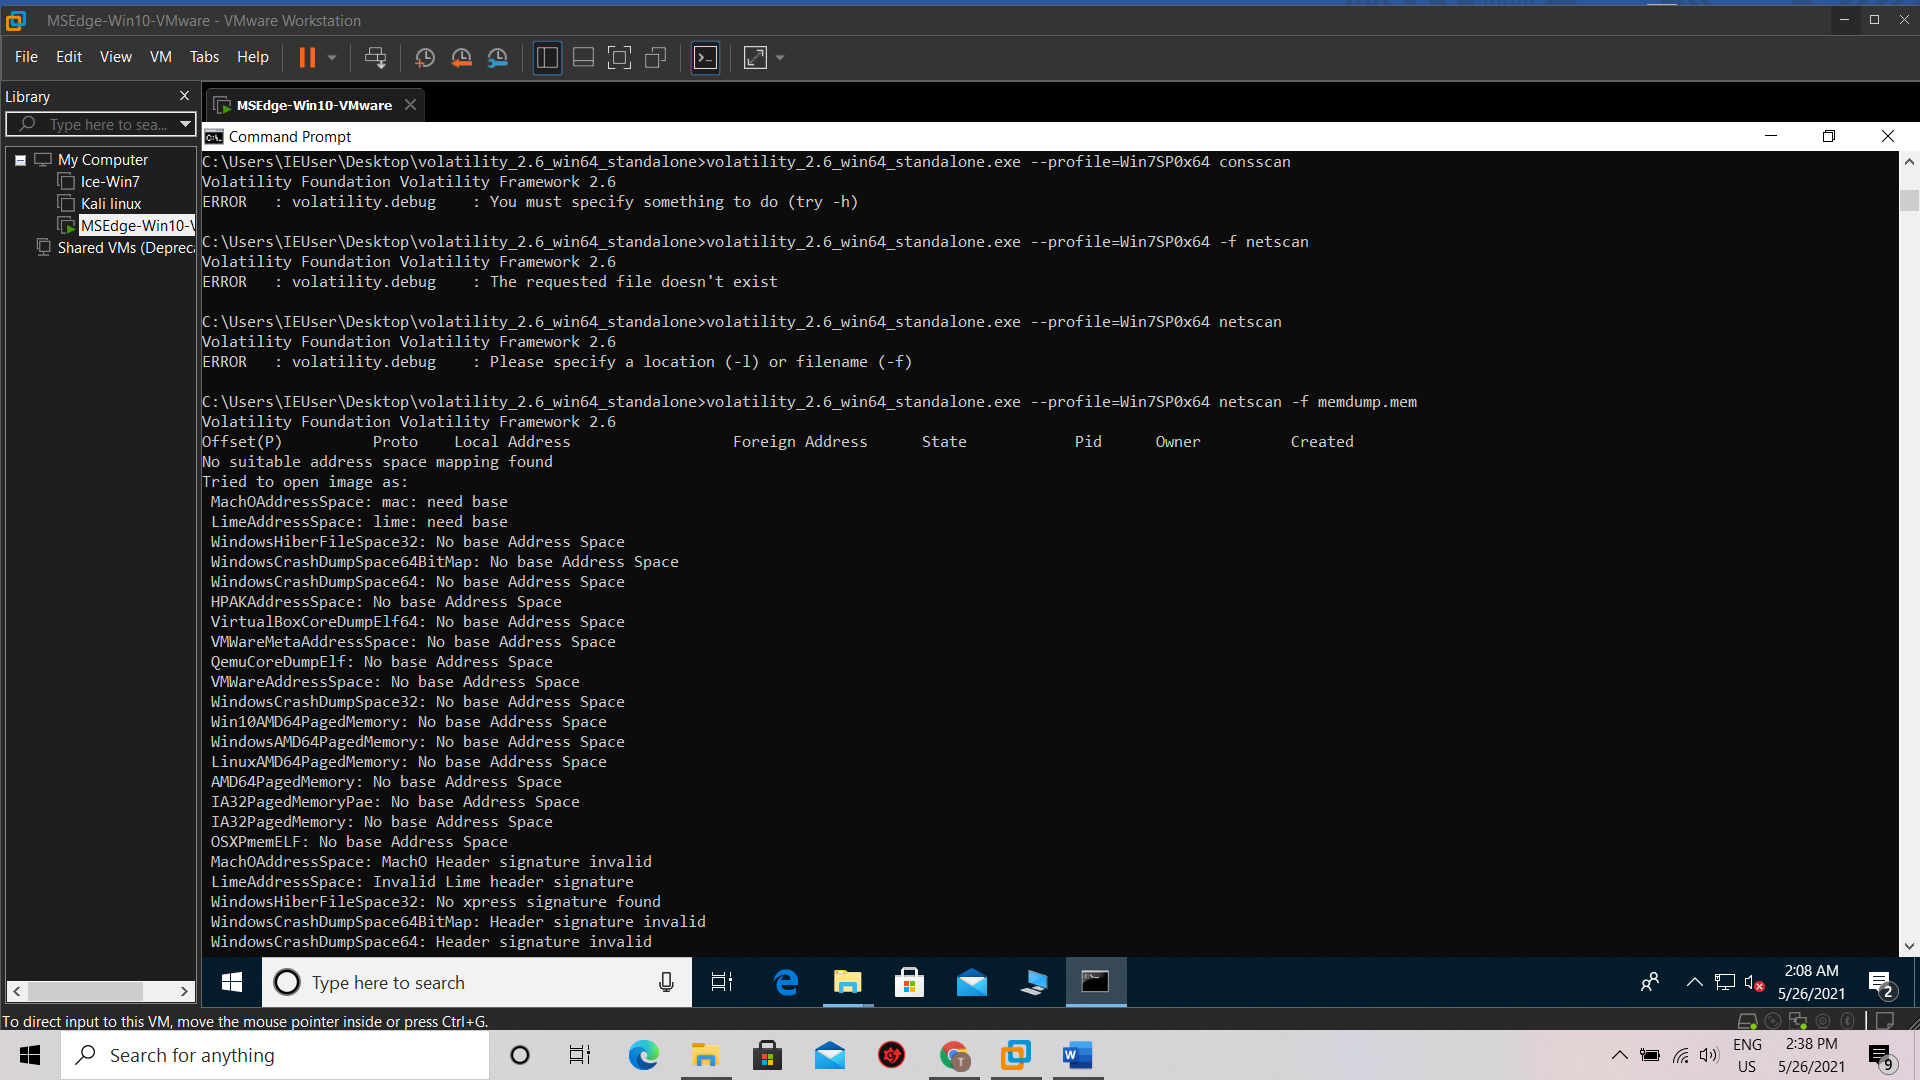 MSEdge-Win10-VMware - VMware Workstation
File Edit View VM Tabs Help
Library
MSEdge-Win10-VMware
Type here to sea...
Command Prompt
My Computer
Ice-Win7
Kali linux
MSEdge-Win10-V
Shared VMs (Depreca
C:\Users\IEUser\Desktop\volatility_2.6_win64_standalone>volatility_2.6_win64_standalone.exe --profile=Win7SP0x64 consscan
Volatility Foundation Volatility Framework 2.6
ERROR   : volatility.debug    : You must specify something to do (try -h)
C:\Users\IEUser\Desktop\volatility_2.6_win64_standalone>volatility_2.6_win64_standalone.exe --profile=Win7SP0x64 -f netscan
Volatility Foundation Volatility Framework 2.6
ERROR   : volatility.debug    : The requested file doesn't exist
C:\Users\IEUser\Desktop\volatility_2.6_win64_standalone>volatility_2.6_win64_standalone.exe --profile=Win7SP0x64 netscan
Volatility Foundation Volatility Framework 2.6
ERROR   : volatility.debug    : Please specify a location (-l) or filename (-f)
C:\Users\IEUser\Desktop\volatility_2.6_win64_standalone>volatility_2.6_win64_standalone.exe --profile=Win7SP0x64 netscan -f memdump.mem
Volatility Foundation Volatility Framework 2.6
Offset(P)          Proto    Local Address                  Foreign Address      State            Pid      Owner          Created
No suitable address space mapping found
Tried to open image as:
MachOAddressSpace: mac: need base
LimeAddressSpace: lime: need base
WindowsHiberFileSpace32: No base Address Space
WindowsCrashDumpSpace64BitMap: No base Address Space
WindowsCrashDumpSpace64: No base Address Space
HPAKAddressSpace: No base Address Space
VirtualBoxCoreDumpElf64: No base Address Space
VMWareMetaAddressSpace: No base Address Space
QemuCoreDumpElf: No base Address Space
VMWareAddressSpace: No base Address Space
WindowsCrashDumpSpace32: No base Address Space
Win10AMD64PagedMemory: No base Address Space
WindowsAMD64PagedMemory: No base Address Space
LinuxAMD64PagedMemory: No base Address Space
AMD64PagedMemory: No base Address Space
IA32PagedMemoryPae: No base Address Space
IA32PagedMemory: No base Address Space
OSXPmemELF: No base Address Space
MachOAddressSpace: MachO Header signature invalid
LimeAddressSpace: Invalid Lime header signature
WindowsHiberFileSpace32: No xpress signature found
WindowsCrashDumpSpace64BitMap: Header signature invalid
WindowsCrashDumpSpace64: Header signature invalid
Type here to search
2:08 AM
5/26/2021
2
To direct input to this VM, move the mouse pointer inside or press Ctrl+G.
Search for anything
T
W
ENG
US
2:38 PM
5/26/2021
9